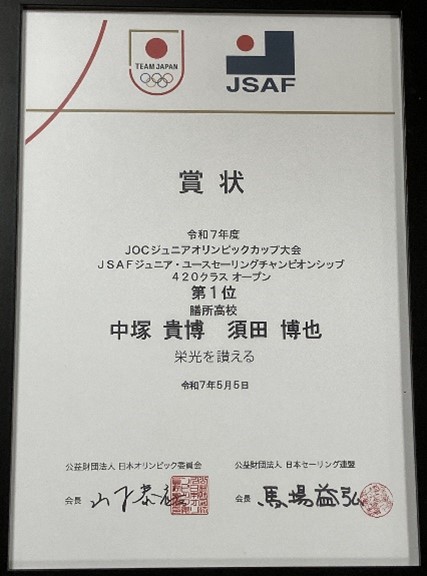 TEAM JAPAN
JSAF
賞 状
令和7年度
JOCジュニアオリンピックカップ大会
JSAFジュニア・ユースセーリングチャンピオンシップ
420クラス オープン
第1位
膳所高校
中塚 貴博 須田 博也
栄光を讃える
令和7年5月5日
公益財団法人 日本オリンピック委員会
会長 山下泰裕
公益財団法人 日本セーリング連盟
会長 馬場益弘